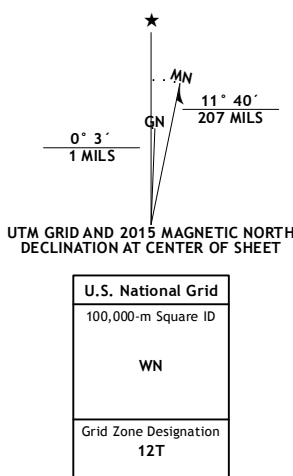 ★
MN
GN
11° 40´
207 MILS
0° 3´
1 MILS
UTM GRID AND 2015 MAGNETIC NORTH
DECLINATION AT CENTER OF SHEET
U.S. National Grid
100,000-m Square ID
WN
Grid Zone Designation
12T